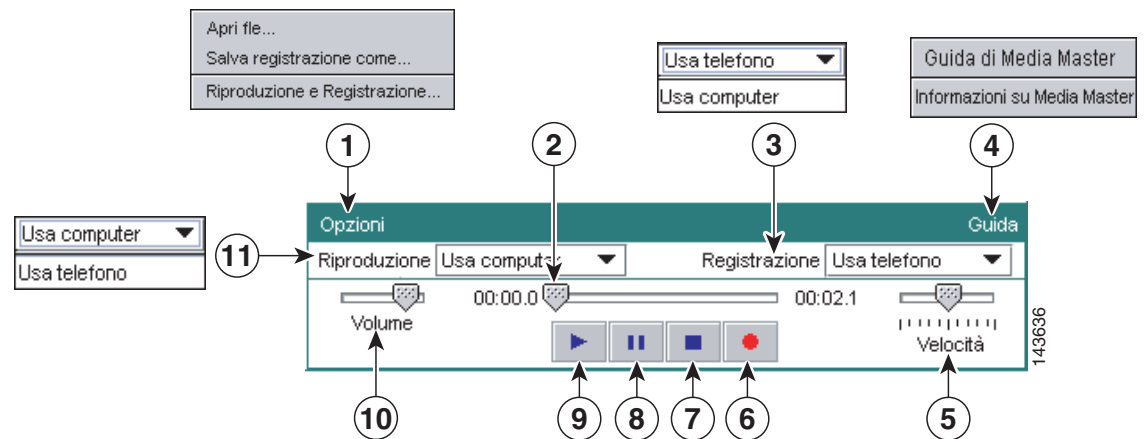 Apri fle...
Salva registrazione come...
Riproduzione e Registrazione...
Usa telefono
Usa computer
Guida di Media Master
Informazioni su Media Master
1
2
3
4
Usa computer
Usa telefono
11
Opzioni
Guida
Riproduzione Usa computer
Registrazione Usa telefono
00:00.0
00:02.1
Volume
Velocità
143636
10
9
8
7
6
5